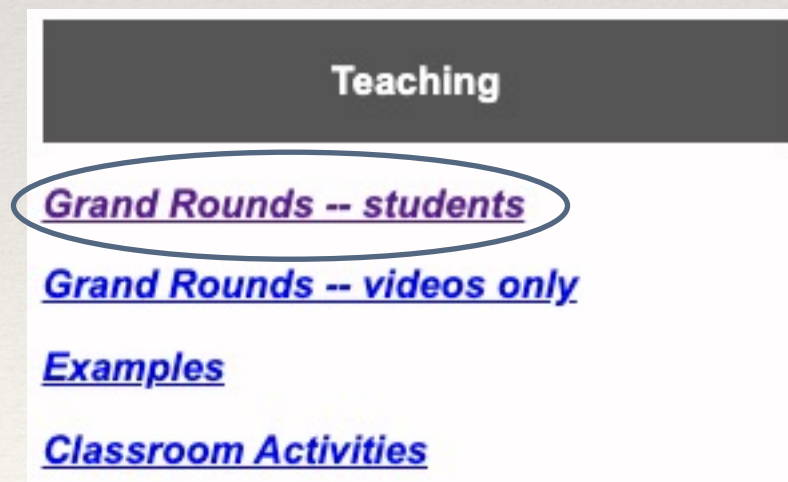 Teaching
Grand Rounds -- students
Grand Rounds -- videos only
Examples
Classroom Activities